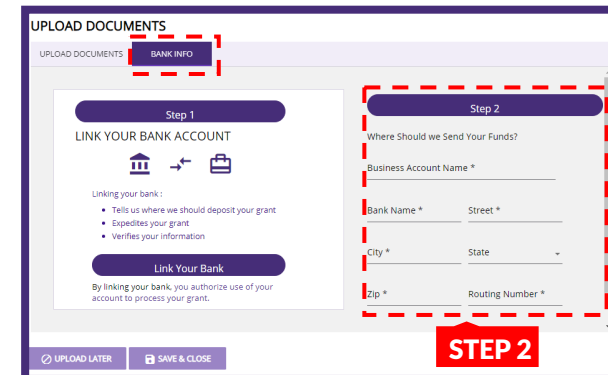 UPLOAD DOCUMENTS
UPLOAD DOCUMENTS BANK INFO
Step 1
LINK YOUR BANK ACCOUNT
Linking your bank :
• Tells us where we should deposit your grant
• Expedites your grant
• Verifies your information
Link Your Bank
By linking your bank, you authorize use of your
account to process your grant.
Step 2
Where Should we Send Your Funds?
Business Account Name *
Bank Name * Street *
City * State
Zip * Routing Number *
STEP 2
UPLOAD LATER SAVE & CLOSE